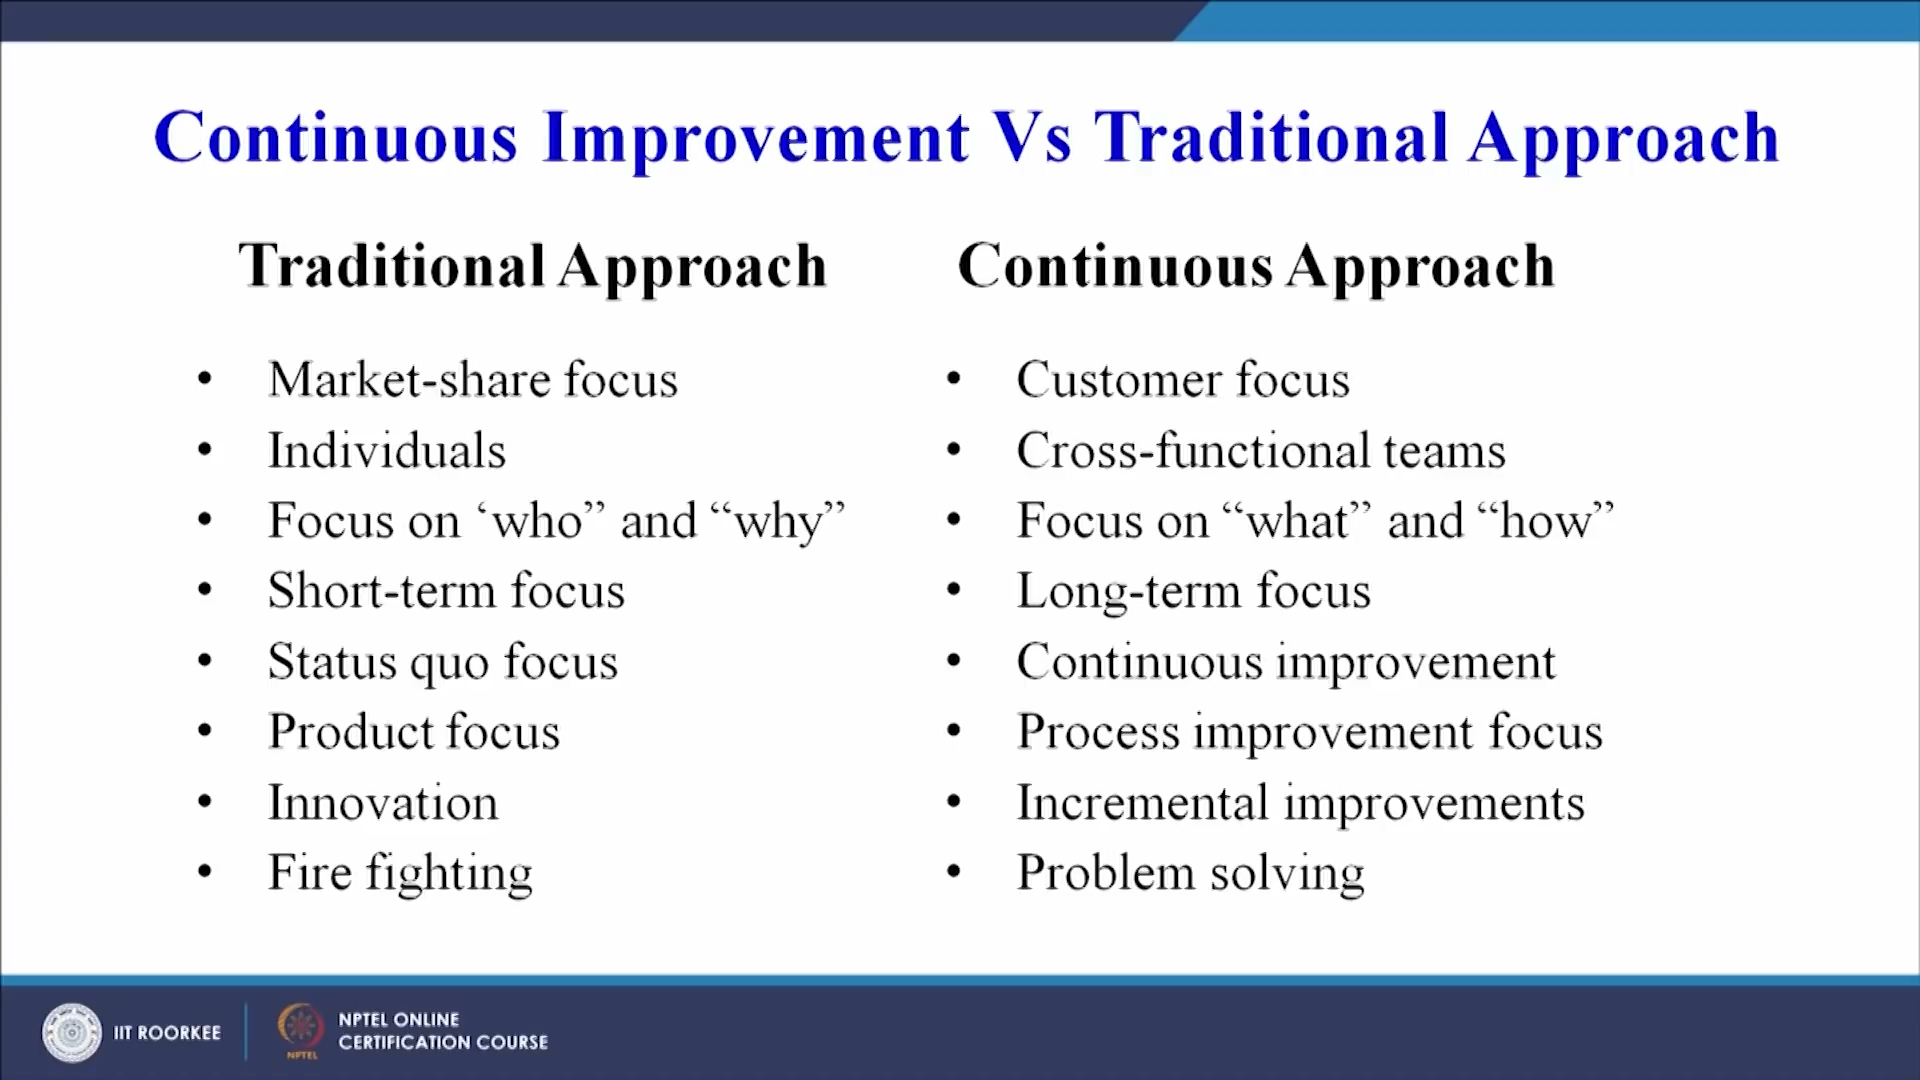 Continuous Improvement Vs Traditional Approach
Traditional Approach
• Market-share focus
• Individuals
• Focus on ‘who” and “why”
• Short-term focus
• Status quo focus
• Product focus
• Innovation
• Fire fighting
Continuous Approach
• Customer focus
• Cross-functional teams
• Focus on “what” and “how”
• Long-term focus
• Continuous improvement
• Process improvement focus
• Incremental improvements
• Problem solving
IIT ROORKEE
NPTEL
NPTEL ONLINE
CERTIFICATION COURSE